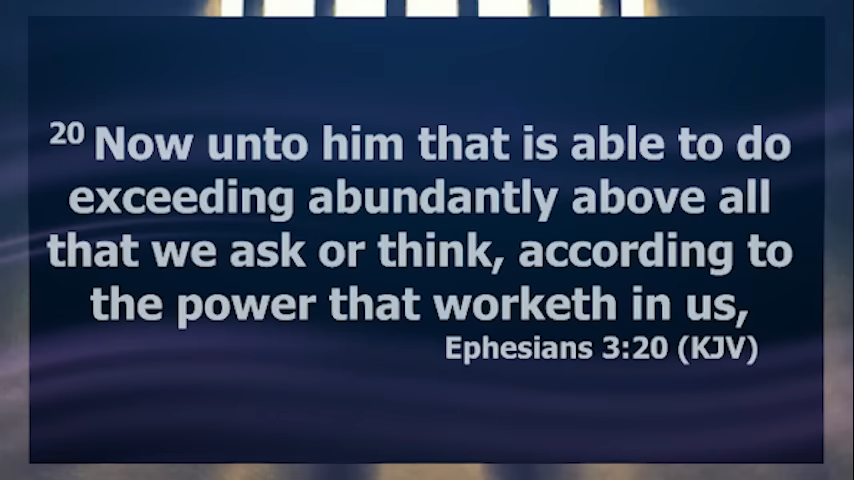 20 Now unto him that is able to do
exceeding abundantly above all
that we ask or think, according to
the power that worketh in us,
Ephesians 3:20 (KJV)